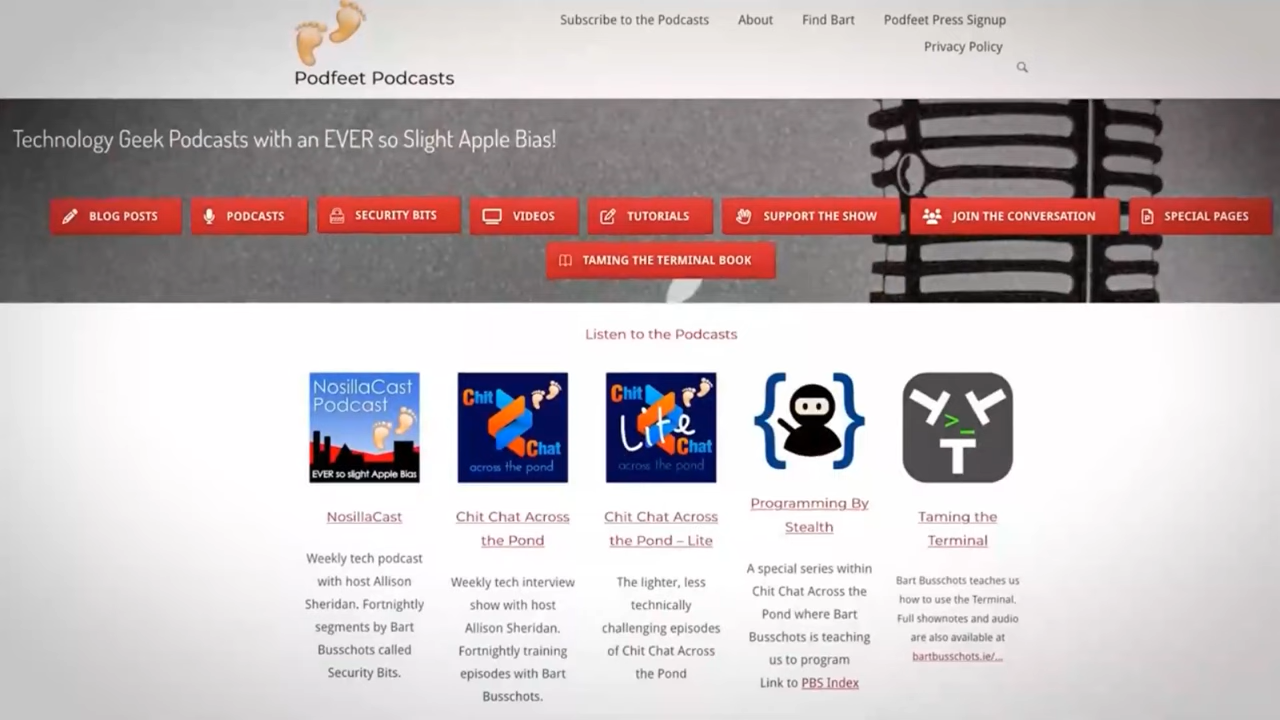 Subscribe to the Podcasts
About
Find Bart
Podfeet Press Signup
Privacy Policy
Podfeet Podcasts
Technology Geek Podcasts with an EVER so Slight Apple Bias!
BLOG POSTS
PODCASTS
SECURITY BITS
VIDEOS
TUTORIALS
SUPPORT THE SHOW
JOIN THE CONVERSATION
SPECIAL PAGES
TAMING THE TERMINAL BOOK
Listen to the Podcasts
NosillaCast
Podcast
EVER so slight Apple Bias
Chit
Chat
across the pond
Chit
Lite
Chat
across the pond
>_
T
NosillaCast
Weekly tech podcast
with host Allison
Sheridan. Fortnightly
segments by Bart
Busschots called
Security Bits.
Chit Chat Across
the Pond
Weekly tech interview
show with host
Allison Sheridan.
Fortnightly training
episodes with Bart
Busschots.
Chit Chat Across
the Pond – Lite
The lighter, less
technically
challenging episodes
of Chit Chat Across
the Pond
Programming By
Stealth
A special series within
Chit Chat Across the
Pond where Bart
Busschots is teaching
us to program
Link to PBS Index
Taming the
Terminal
Bart Busschots teaches us
how to use the Terminal.
Full shownotes and audio
are also available at
bartbusschots.ie/...